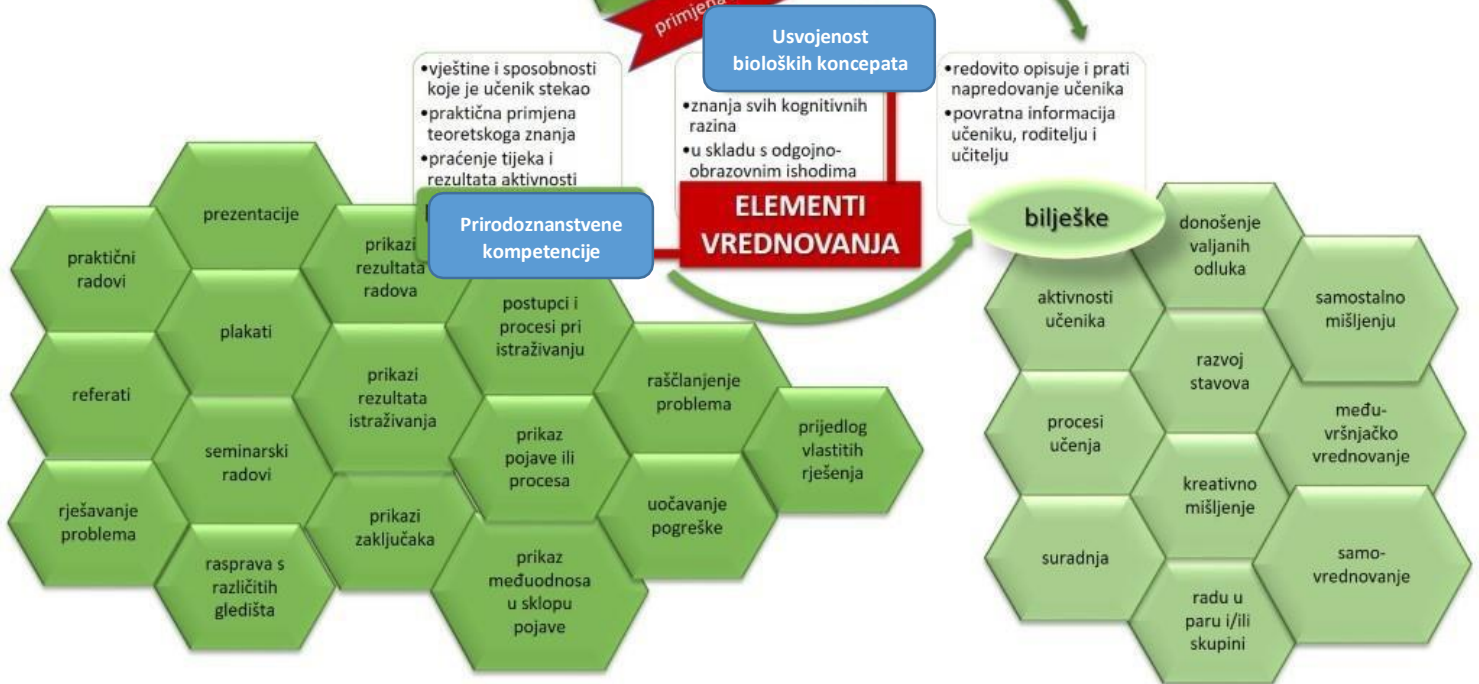 primjena
Usvojenost
bioloških koncepata
•vještine i sposobnosti
koje je učenik stekao
•praktična primjena
teoretskoga znanja
•praćenje tijeka i
rezultata aktivnosti
•znanja svih kognitivnih
razina
•u skladu s odgojno-
obrazovnim ishodima
•redovito opisuje i prati
napredovanje učenika
•povratna informacija
učeniku, roditelju i
učitelju
Prirodoznanstvene
kompetencije
ELEMENTI
VREDNOVANJA
bilješke
prezentacije
praktični
radovi
prikazi
rezultata
radova
plakati
postupci i
procesi pri
istraživanju
referati
prikazi
rezultata
istraživanja
raščlanjenje
problema
seminarski
radovi
prikaz
pojave ili
procesa
prijedlog
vlastitih
rješenja
rješavanje
problema
prikazi
zaključaka
uočavanje
pogreške
rasprava s
različitih
gledišta
prikaz
međuodnosa
u sklopu
pojave
donošenje
valjanih
odluka
aktivnosti
učenika
samostalno
mišljenju
razvoj
stavova
procesi
učenja
među-
vršnjačko
vrednovanje
kreativno
mišljenje
suradnja
samo-
vrednovanje
radu u
paru i/ili
skupini